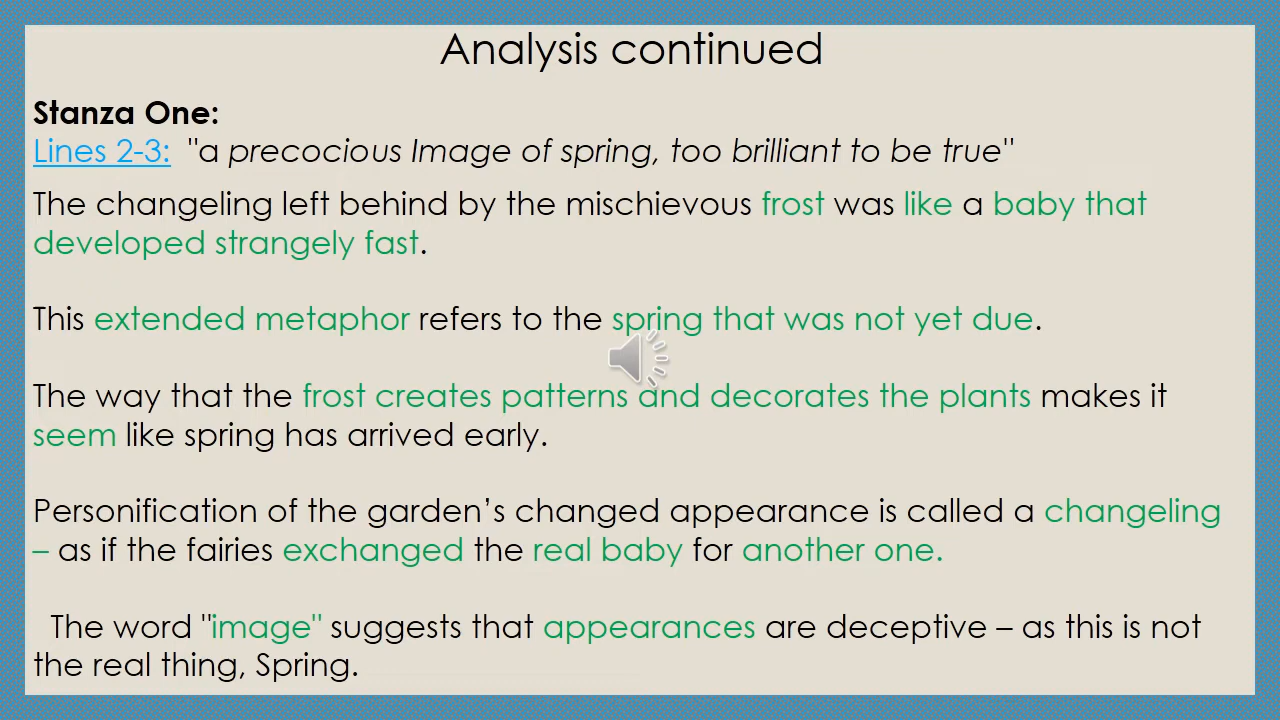 Analysis continued
Stanza One:
Lines 2-3: "a precocious Image of spring, too brilliant to be true"
The changeling left behind by the mischievous frost was like a baby that
developed strangely fast.
This extended metaphor refers to the spring that was not yet due.
The way that the frost creates patterns and decorates the plants makes it
seem like spring has arrived early.
Personification of the garden’s changed appearance is called a changeling
– as if the fairies exchanged the real baby for another one.
The word "image" suggests that appearances are deceptive – as this is not
the real thing, Spring.